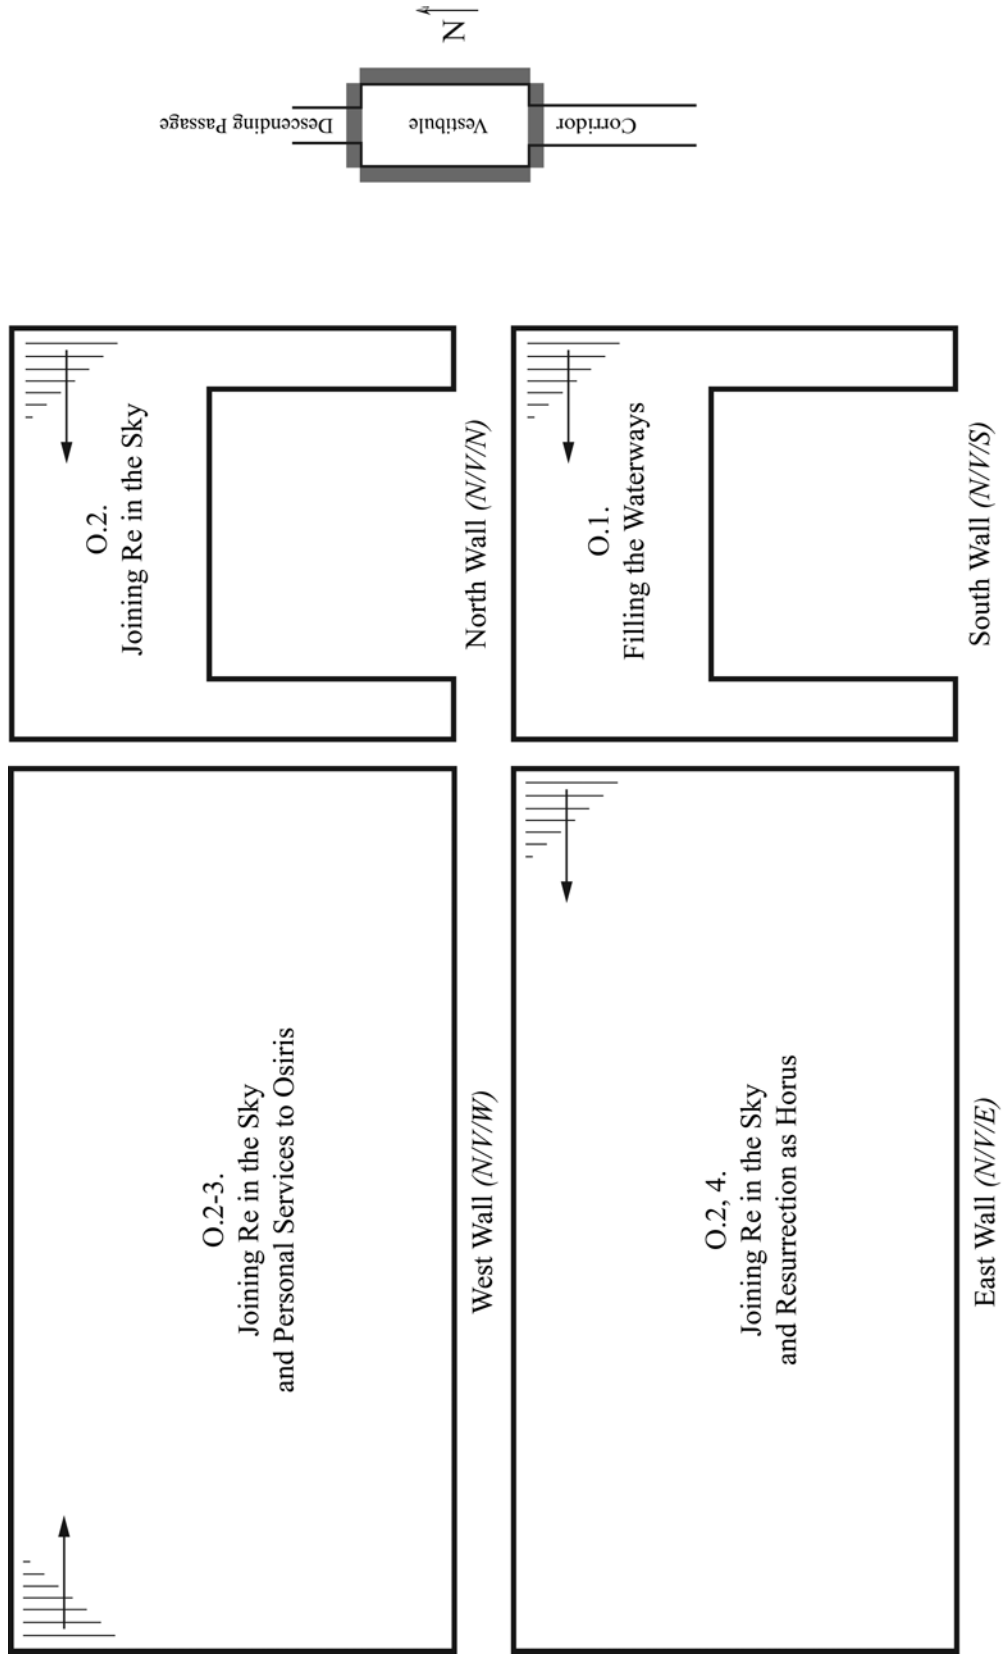 N
Descending Passage
Vestibule
Corridor
O.2-3.
Joining Re in the Sky
and Personal Services to Osiris
West Wall (N/V/W)
O.2.
Joining Re in the Sky
North Wall (N/V/N)
O.2, 4.
Joining Re in the Sky
and Resurrection as Horus
East Wall (N/V/E)
O.1.
Filling the Waterways
South Wall (N/V/S)